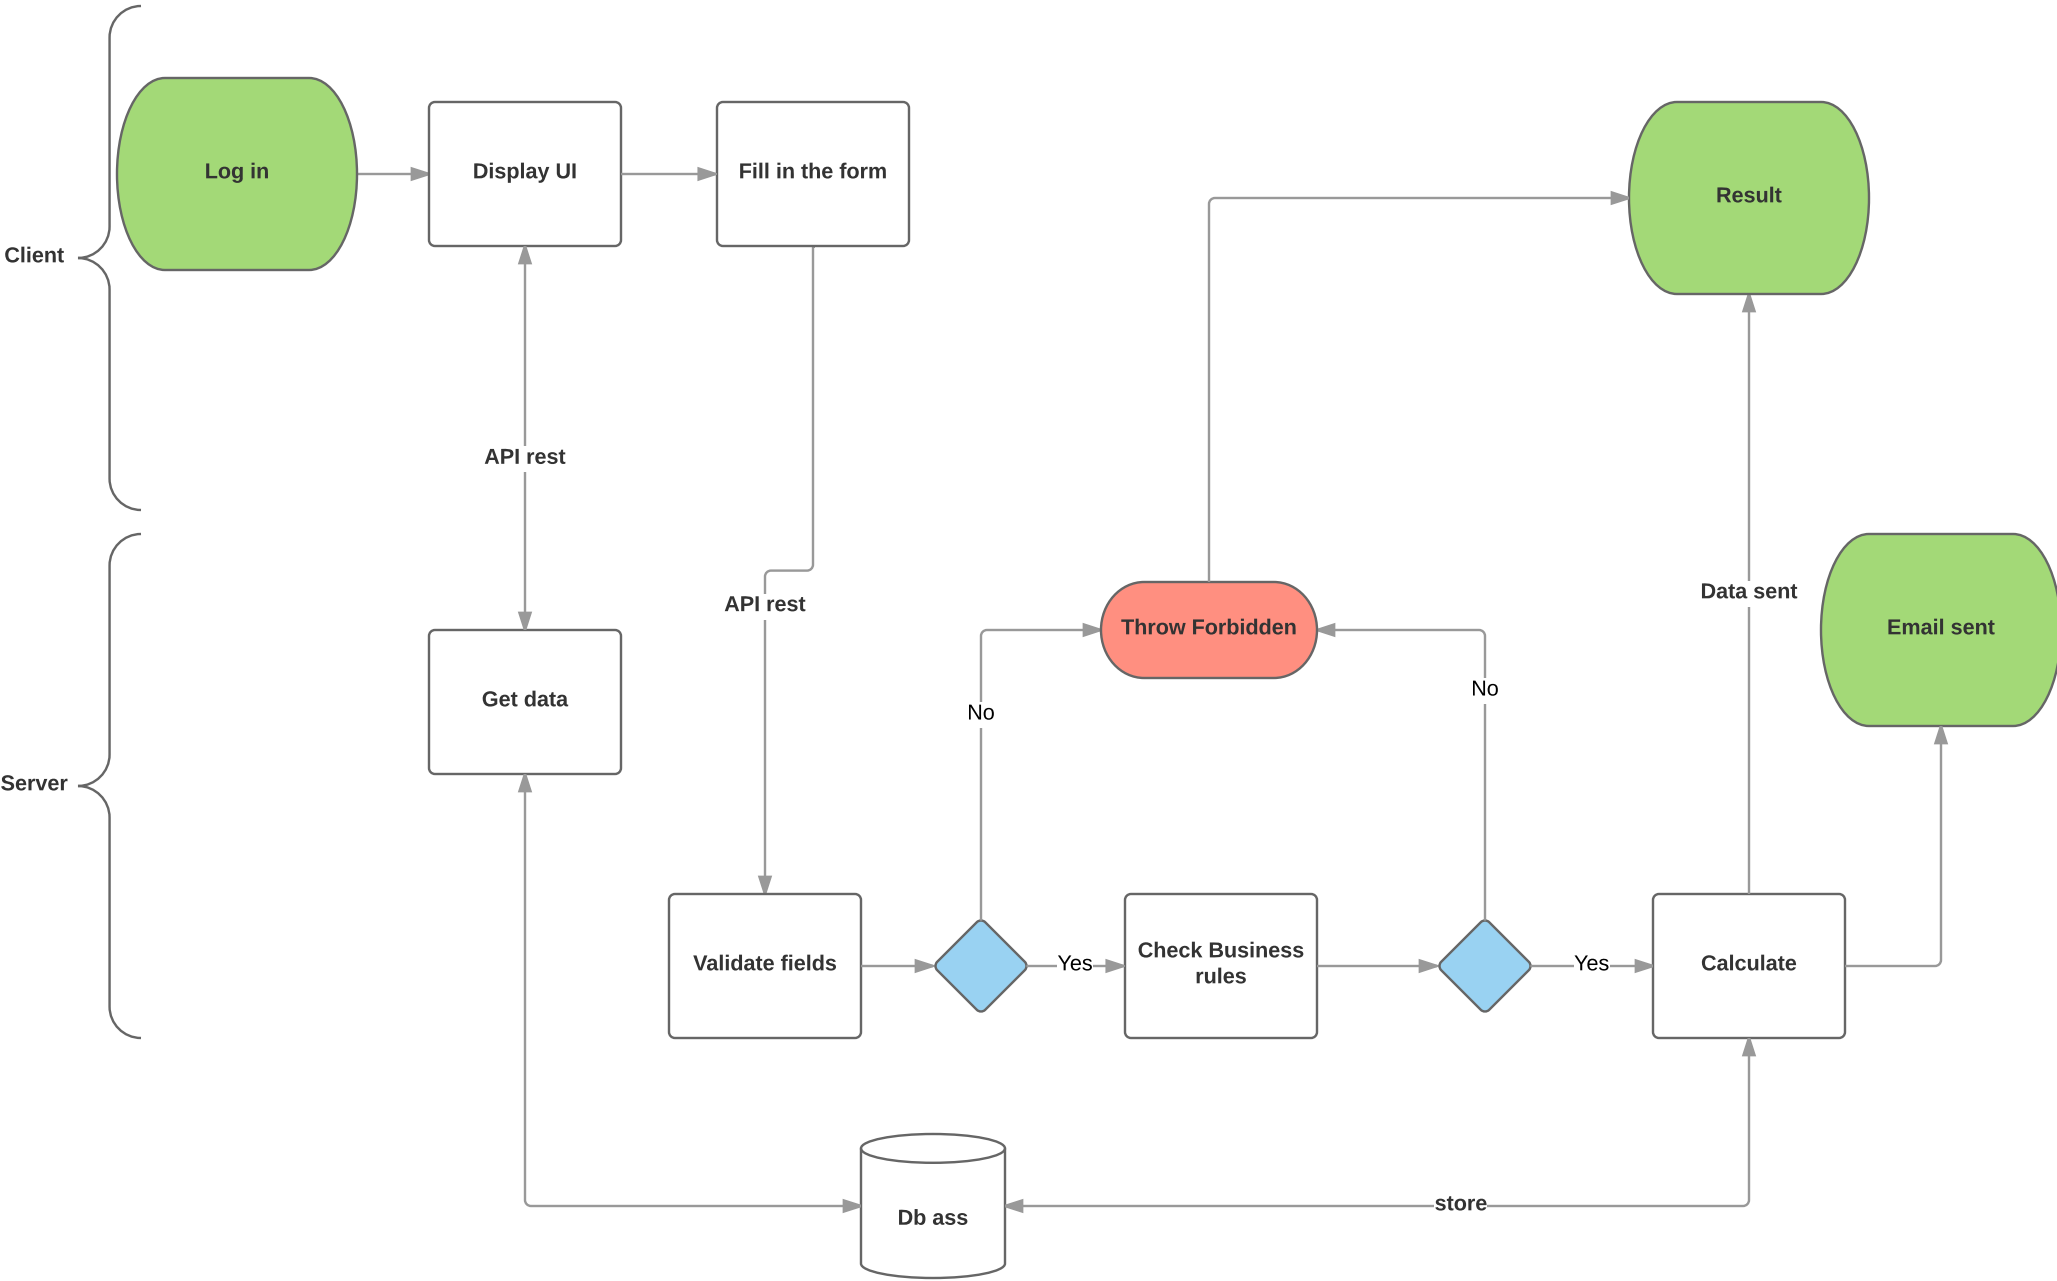 Log in
Display UI
Fill in the form
Result
Client
API rest
Data sent
API rest
Throw Forbidden
Email sent
No
No
Get data
Server
Validate fields
Yes
Check Business
rules
Yes
Calculate
store
Db ass